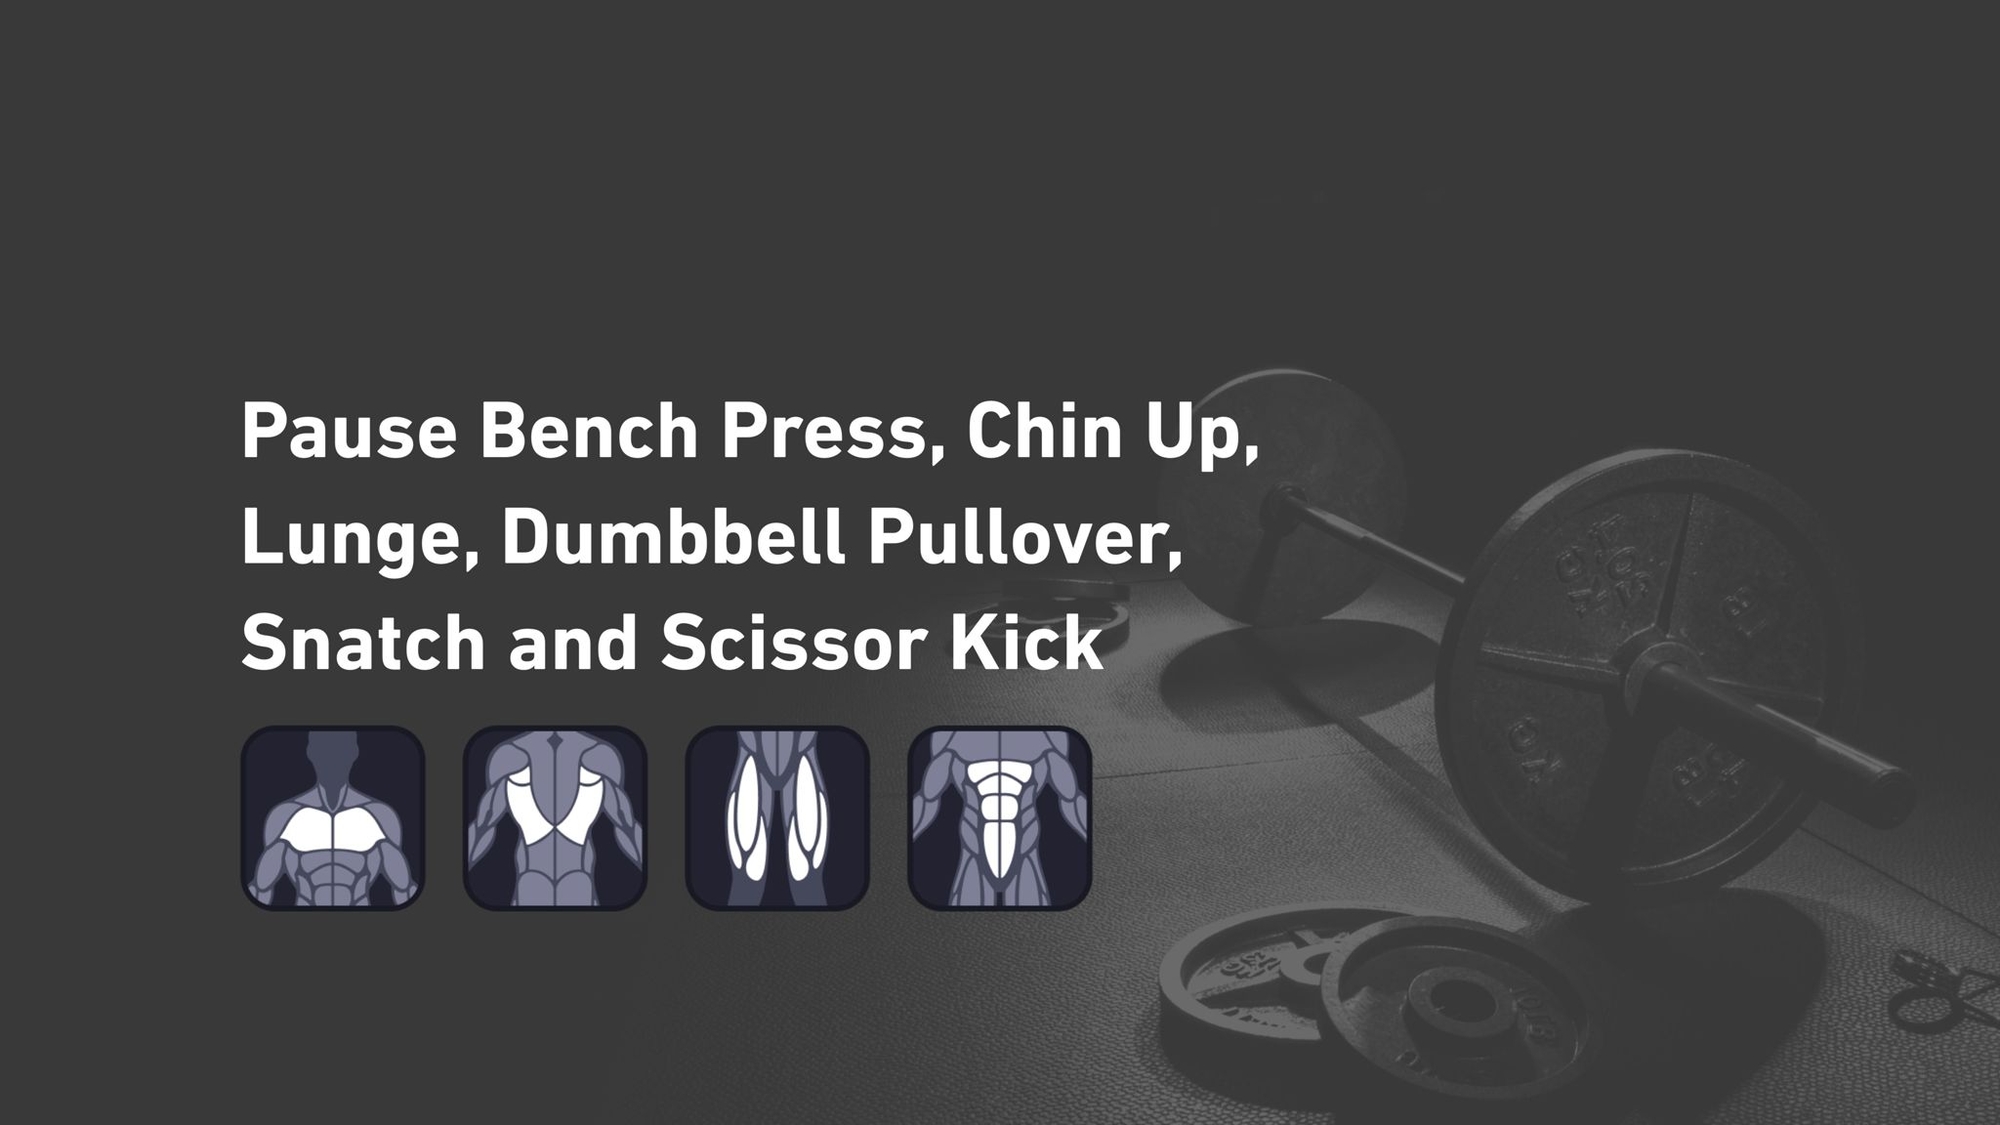 Pause Bench Press, Chin Up,
Lunge, Dumbbell Pullover,
Snatch and Scissor Kick